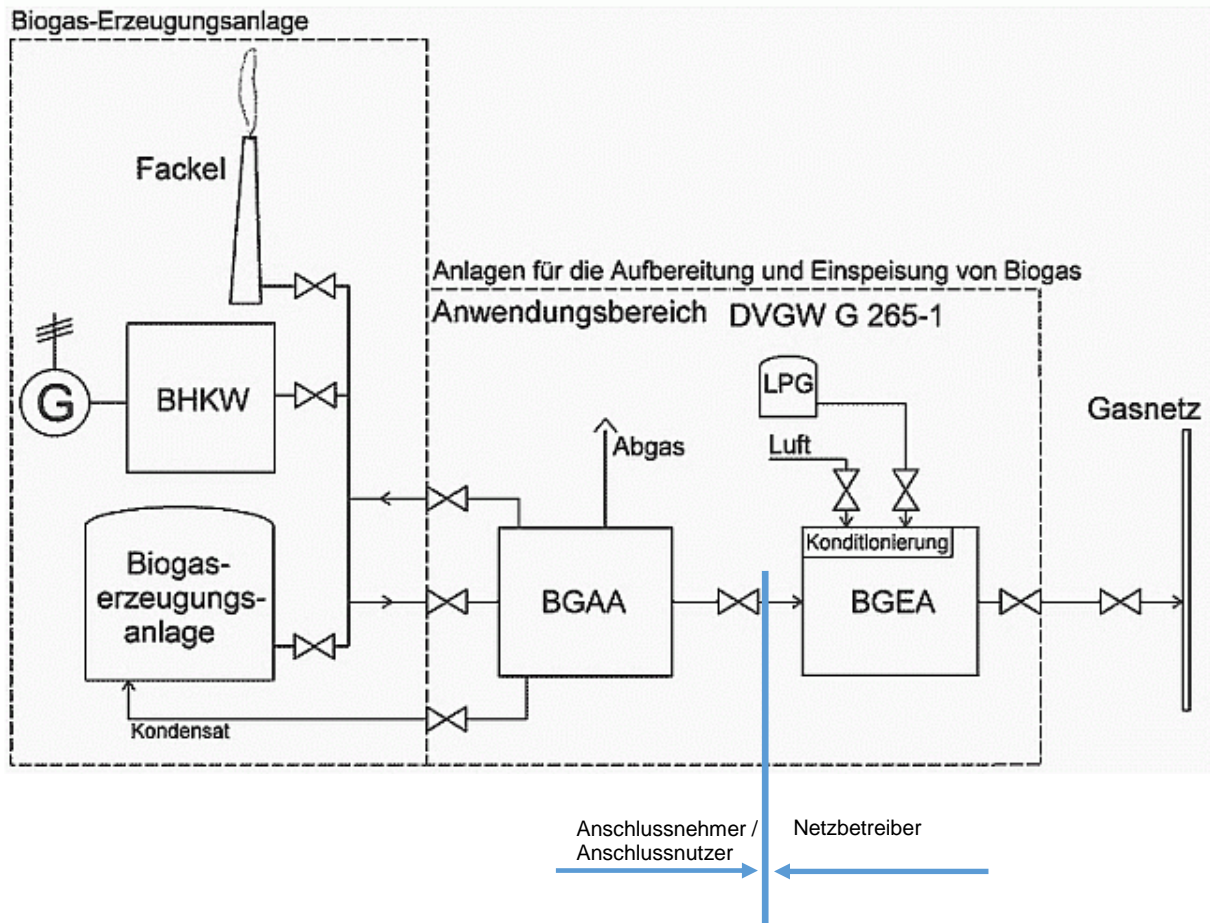 Biogas-Erzeugungsanlage
Fackel
Anlagen für die Aufbereitung und Einspeisung von Biogas
Anwendungsbereich DVGW G 265-1
LPG
Gasnetz
G
BHKW
Abgas
Luft
Konditionierung
Biogas-
erzeugungs-
anlage
BGAA
BGEA
Kondensat
Anschlussnehmer /
Anschlussnutzer
Netzbetreiber